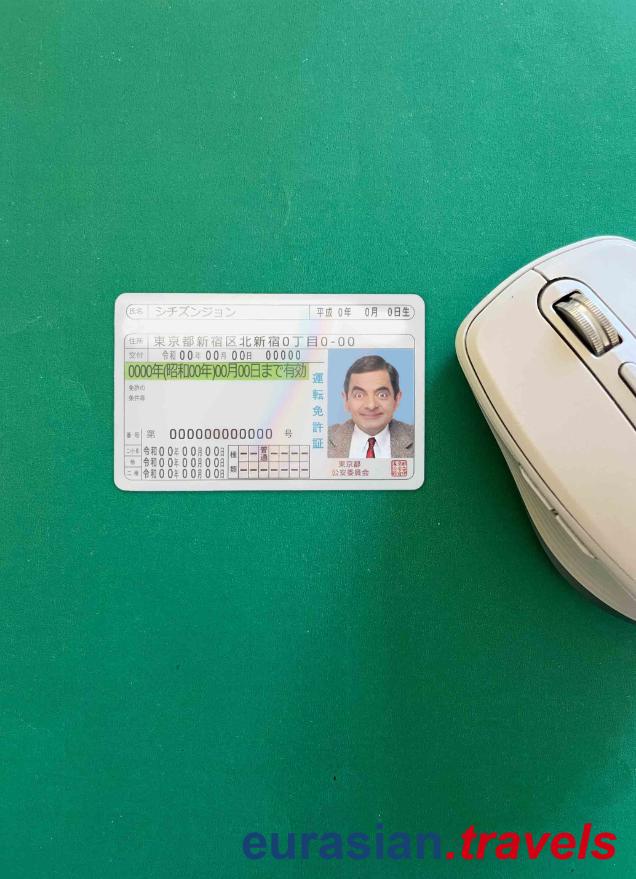 氏名 シチズンジョン 平成 0年 0月 0日生
住所 東京都新宿区北新宿0丁目0-00
交付 令和00年00月00日 00000
0000年(昭和00年)00月00日まで有効
免許の
条件等
運転免許証
番号 第 000000000000 号
二・小・原 令和00年00月00日
他 令和00年00月00日
二種 令和00年00月00日
種類 普通
東京都
公安委員会
eurasian.travels